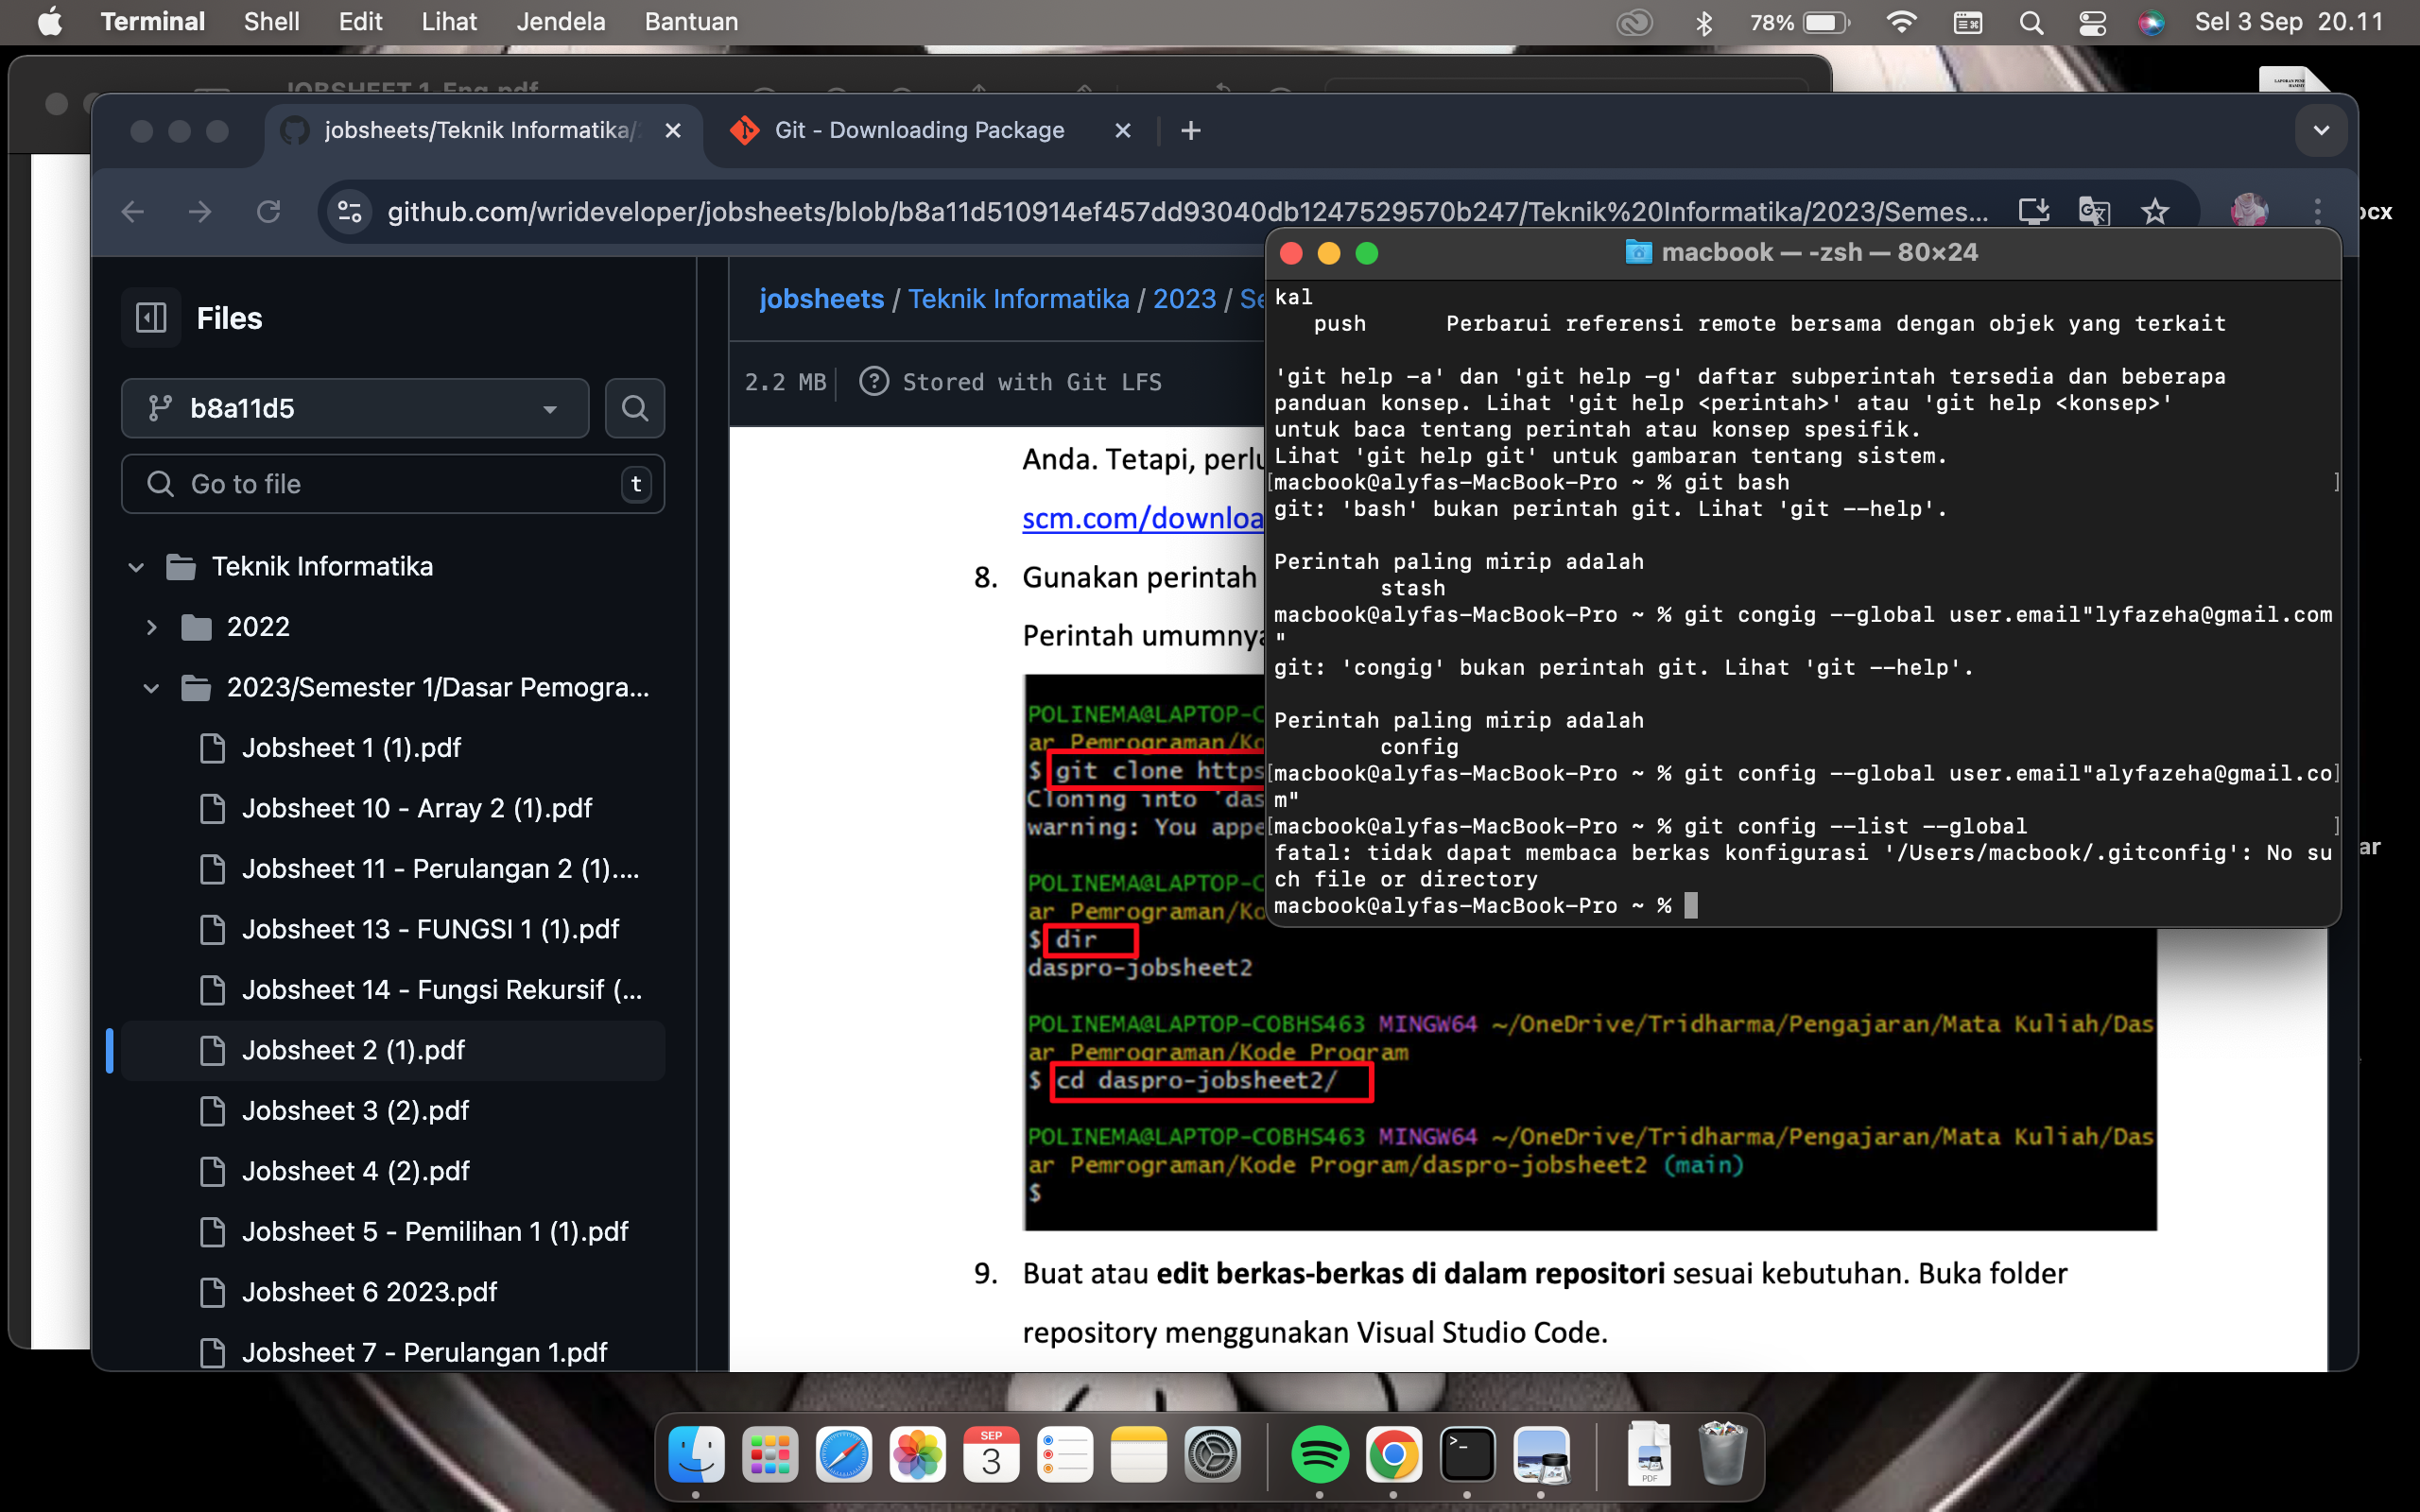 Terminal Shell Edit Lihat Jendela Bantuan 78% Sel 3 Sep 20.11
JOBSHEET 1-Eng.pdf
jobsheets/Teknik Informatika/ Git - Downloading Package
github.com/wrideveloper/jobsheets/blob/b8a11d510914ef457dd93040db1247529570b247/Teknik%20Informatika/2023/Semes...
Files
b8a11d5
Go to file t
Teknik Informatika
2022
2023/Semester 1/Dasar Pemogra...
Jobsheet 1 (1).pdf
Jobsheet 10 - Array 2 (1).pdf
Jobsheet 11 - Perulangan 2 (1)....
Jobsheet 13 - FUNGSI 1 (1).pdf
Jobsheet 14 - Fungsi Rekursif (...
Jobsheet 2 (1).pdf
Jobsheet 3 (2).pdf
Jobsheet 4 (2).pdf
Jobsheet 5 - Pemilihan 1 (1).pdf
Jobsheet 6 2023.pdf
Jobsheet 7 - Perulangan 1.pdf
jobsheets / Teknik Informatika / 2023 / Se
2.2 MB Stored with Git LFS
Anda. Tetapi, perlu
scm.com/downloa
8. Gunakan perintah
Perintah umumnya
POLINEMA@LAPTOP-CO
ar Pemrograman/Ko
$ git clone https
Cloning into 'das
warning: You appe
POLINEMA@LAPTOP-C
ar Pemrograman/Ko
$ dir
daspro-jobsheet2
POLINEMA@LAPTOP-COBHS463 MINGW64 ~/OneDrive/Tridharma/Pengajaran/Mata Kuliah/Das
ar Pemrograman/Kode Program
$ cd daspro-jobsheet2/
POLINEMA@LAPTOP-COBHS463 MINGW64 ~/OneDrive/Tridharma/Pengajaran/Mata Kuliah/Das
ar Pemrograman/Kode Program/daspro-jobsheet2 (main)
$
9. Buat atau edit berkas-berkas di dalam repositori sesuai kebutuhan. Buka folder
repository menggunakan Visual Studio Code.
macbook — -zsh — 80×24
kal
push Perbarui referensi remote bersama dengan objek yang terkait
'git help -a' dan 'git help -g' daftar subperintah tersedia dan beberapa
panduan konsep. Lihat 'git help <perintah>' atau 'git help <konsep>'
untuk baca tentang perintah atau konsep spesifik.
Lihat 'git help git' untuk gambaran tentang sistem.
[macbook@alyfas-MacBook-Pro ~ % git bash ]
git: 'bash' bukan perintah git. Lihat 'git --help'.
Perintah paling mirip adalah
stash
macbook@alyfas-MacBook-Pro ~ % git congig --global user.email"lyfazeha@gmail.com
"
git: 'congig' bukan perintah git. Lihat 'git --help'.
Perintah paling mirip adalah
config
[macbook@alyfas-MacBook-Pro ~ % git config --global user.email"alyfazeha@gmail.co]
m"
[macbook@alyfas-MacBook-Pro ~ % git config --list --global ]
fatal: tidak dapat membaca berkas konfigurasi '/Users/macbook/.gitconfig': No su
ch file or directory
macbook@alyfas-MacBook-Pro ~ %
ocx
ar
SEP
3
PDF